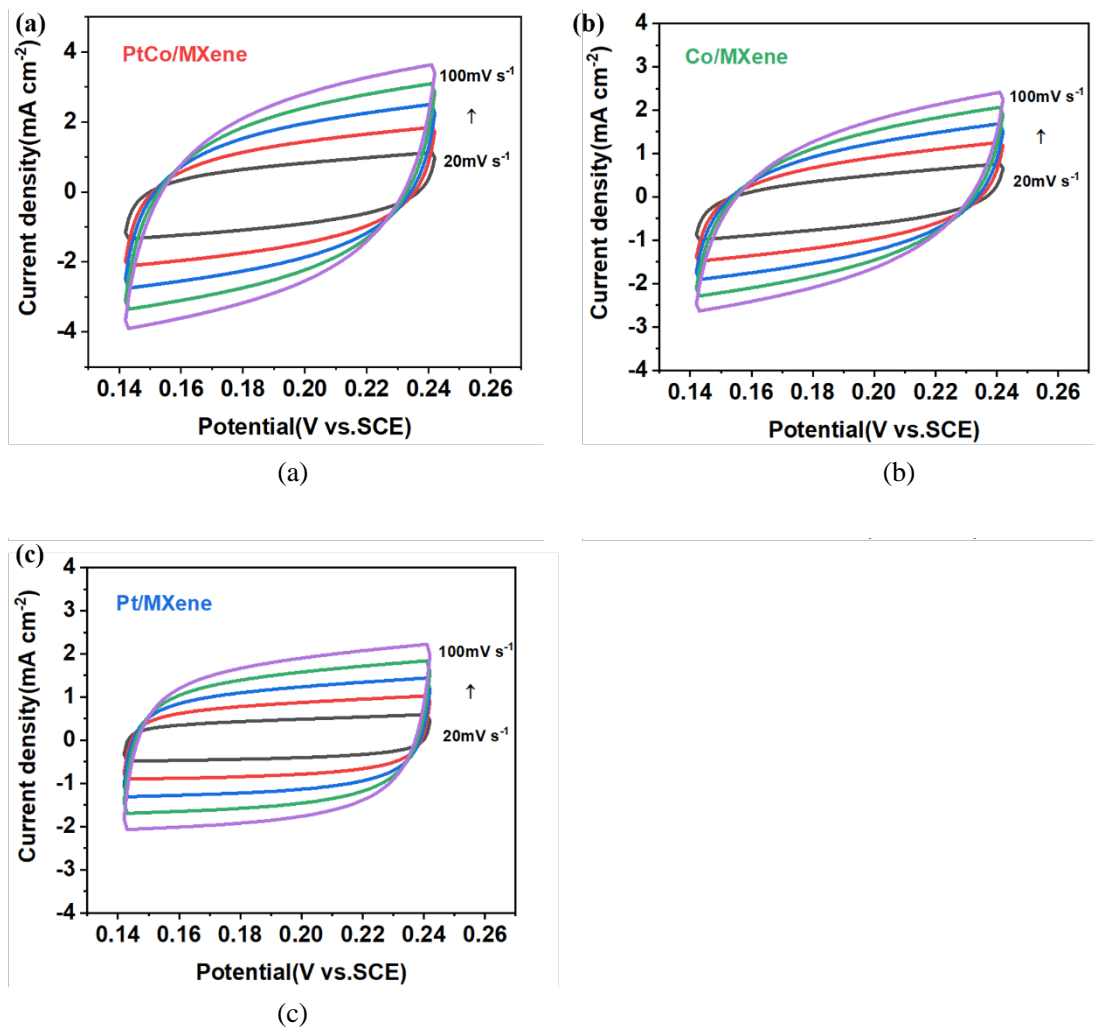 (a)
PtCo/MXene
100mV s⁻¹
↑
20mV s⁻¹
4
2
0
-2
-4
Current density(mA cm⁻²)
0.14 0.16 0.18 0.20 0.22 0.24 0.26
Potential(V vs.SCE)
(a)
(b)
Co/MXene
100mV s⁻¹
↑
20mV s⁻¹
4
3
2
1
0
-1
-2
-3
-4
Current density(mA cm⁻²)
0.14 0.16 0.18 0.20 0.22 0.24 0.26
Potential(V vs.SCE)
(b)
(c)
Pt/MXene
100mV s⁻¹
↑
20mV s⁻¹
4
3
2
1
0
-1
-2
-3
-4
Current density(mA cm⁻²)
0.14 0.16 0.18 0.20 0.22 0.24 0.26
Potential(V vs.SCE)
(c)